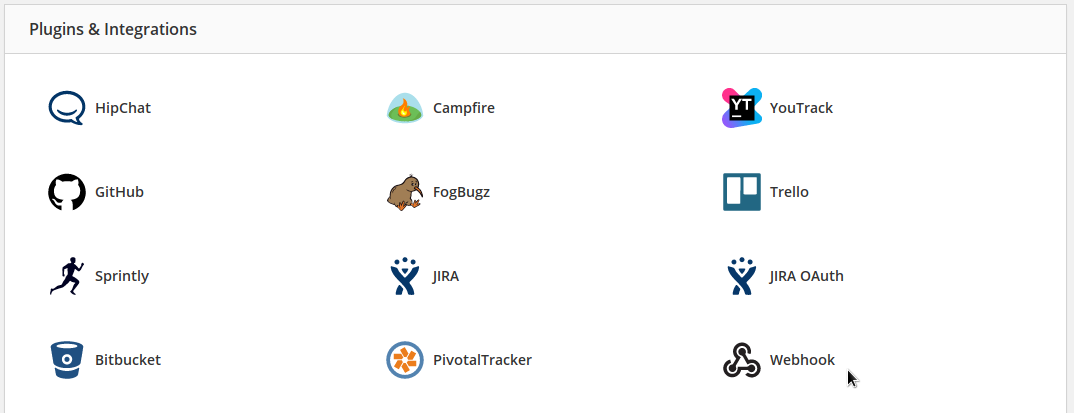 Plugins & Integrations
HipChat
Campfire
YT
YouTrack
GitHub
FogBugz
Trello
Sprintly
JIRA
JIRA OAuth
Bitbucket
PivotalTracker
Webhook